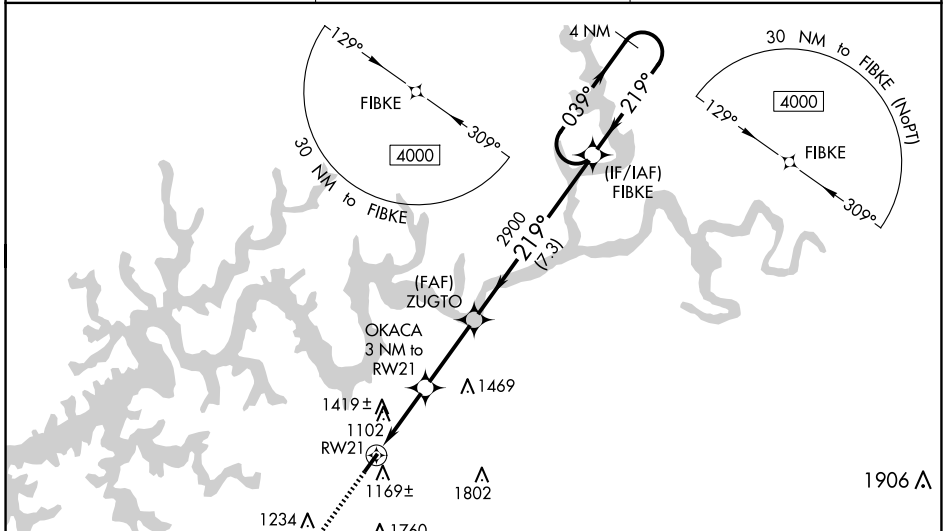 4 NM
30 NM to FIBKE (NoPT)
129°
FIBKE
309°
4000
30 NM to FIBKE
039°
219°
4000
129°
FIBKE
309°
(IF/IAF)
FIBKE
2900
219°
(7.3)
(FAF)
ZUGTO
OKACA
3 NM to
RW21
1469
1419±
1102
RW21
1169±
1802
1906
1234
1760